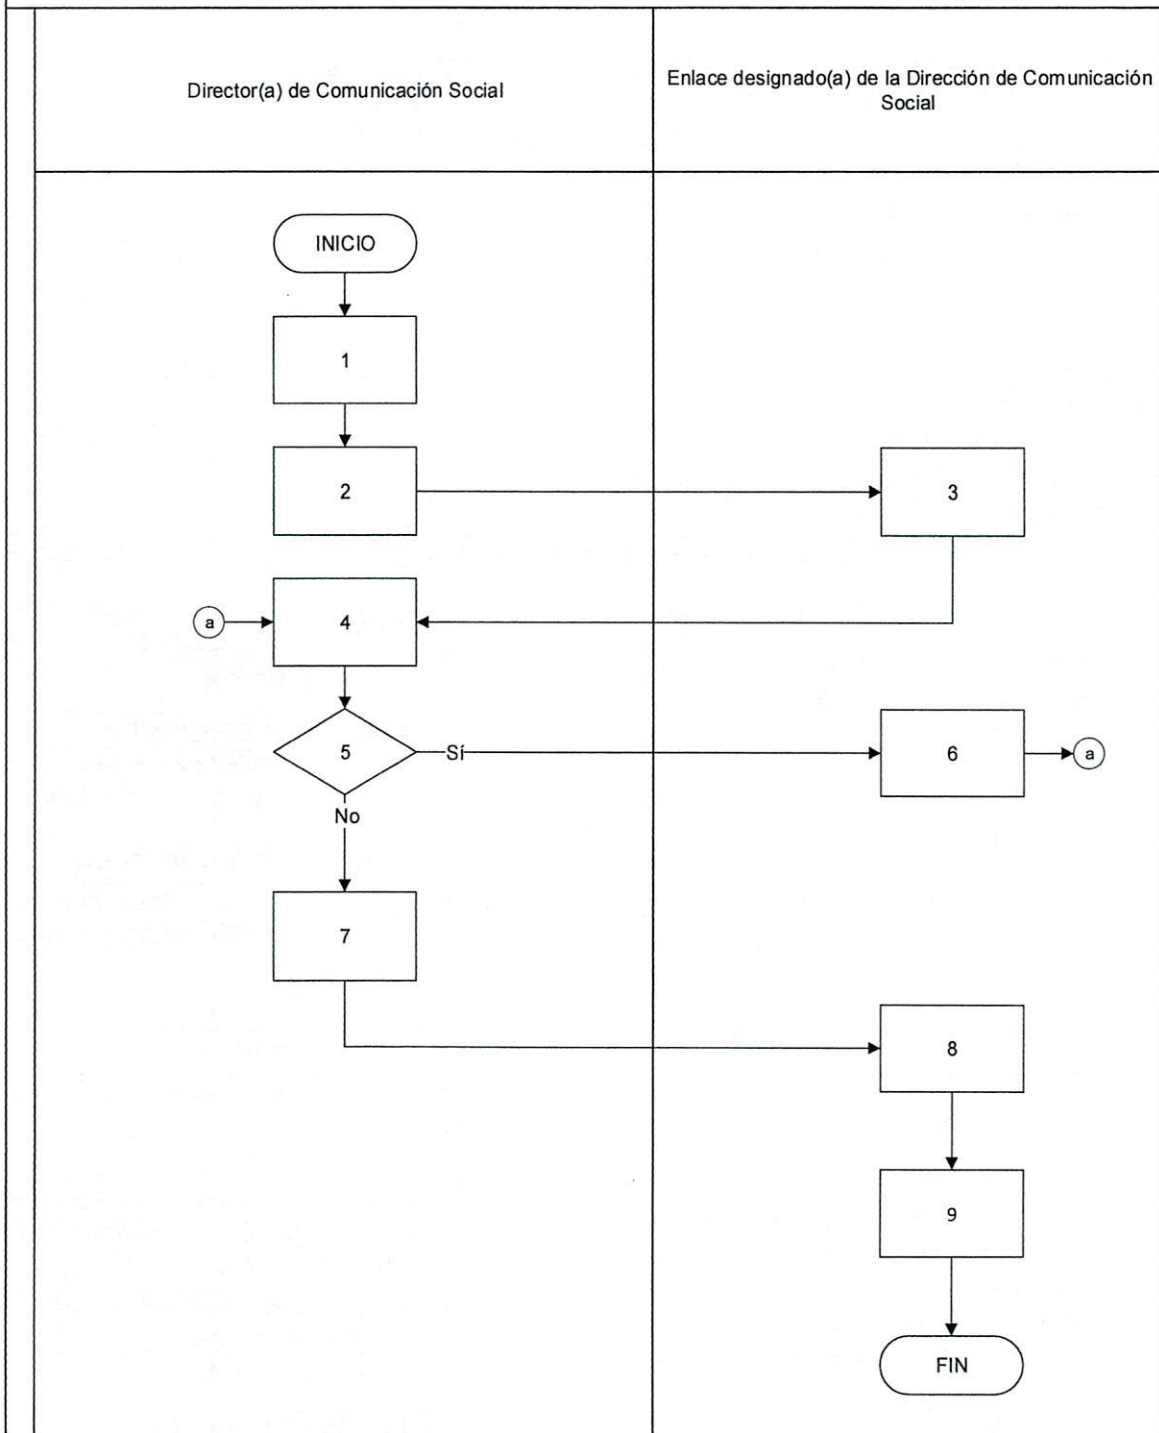 Director(a) de Comunicación Social
Enlace designado(a) de la Dirección de Comunicación
Social
INICIO
1
2
3
a
4
5
Sí
6
a
No
7
8
9
FIN